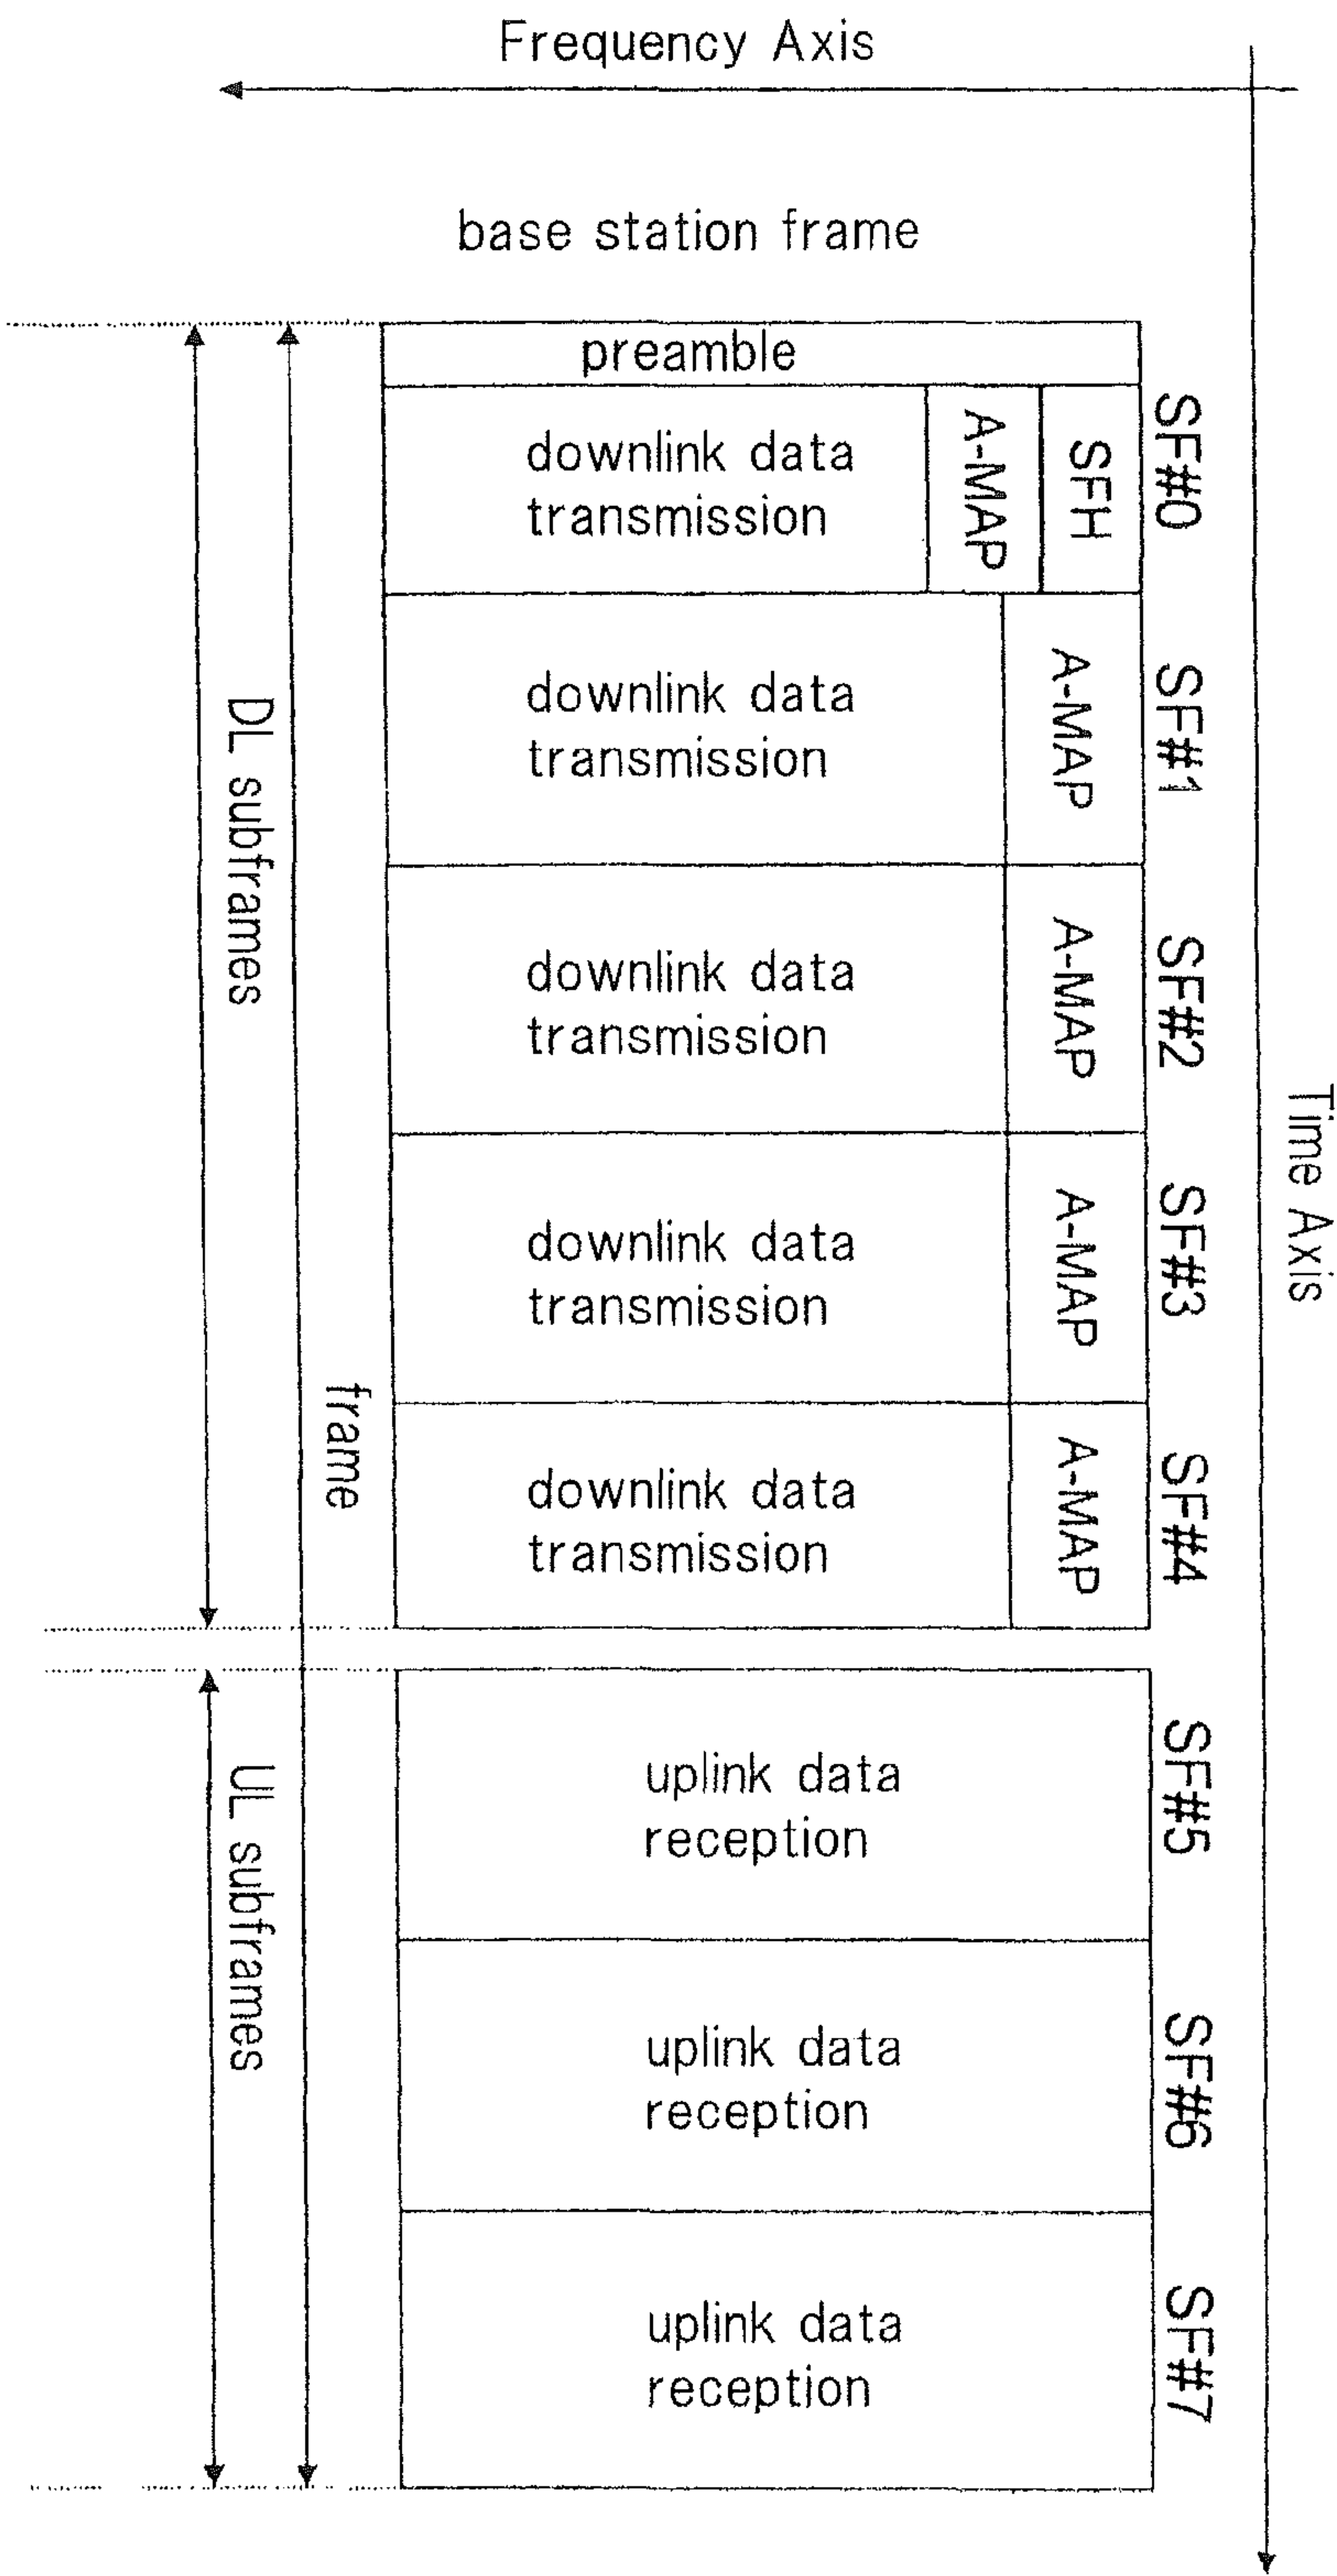 Frequency Axis
base station frame
preamble
SF#0
downlink data
transmission
A-MAP
SFH
SF#1
downlink data
transmission
A-MAP
SF#2
downlink data
transmission
A-MAP
SF#3
downlink data
transmission
A-MAP
SF#4
downlink data
transmission
A-MAP
SF#5
uplink data
reception
SF#6
uplink data
reception
SF#7
uplink data
reception
frame
DL subframes
UL subframes
Time Axis